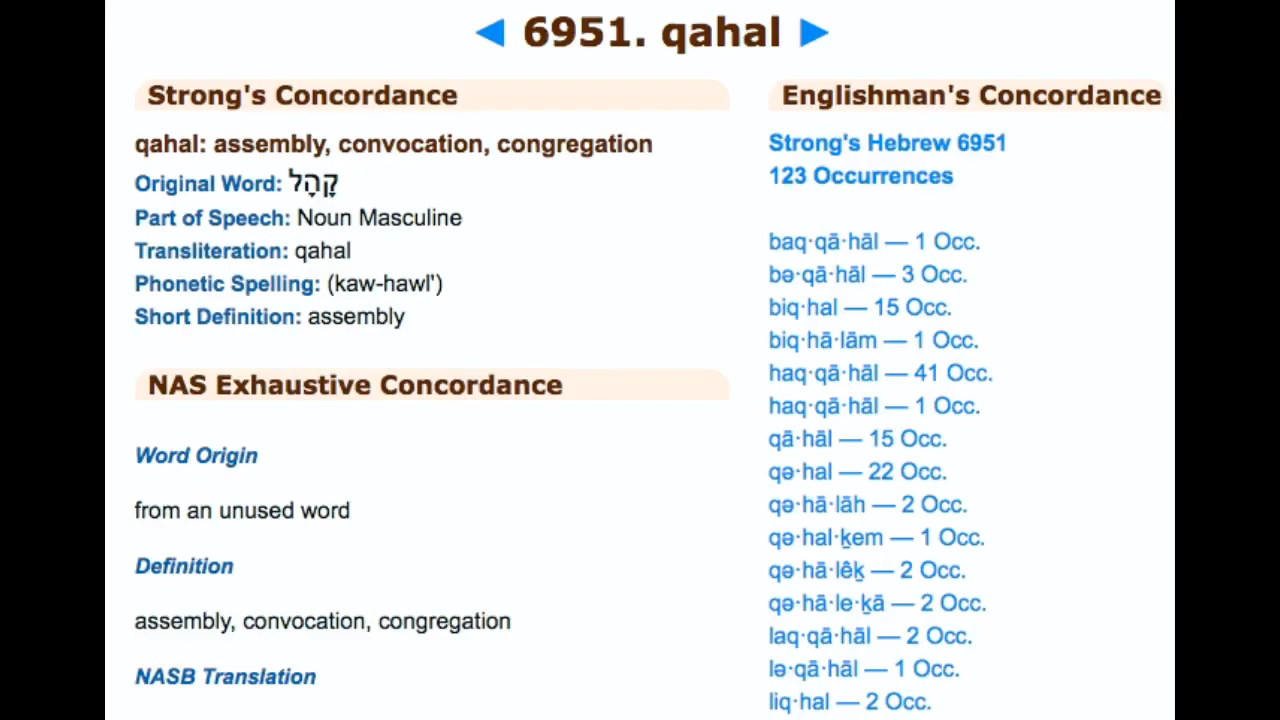 ◀ 6951. qahal ▶
Strong's Concordance
qahal: assembly, convocation, congregation
Original Word: קָהָל
Part of Speech: Noun Masculine
Transliteration: qahal
Phonetic Spelling: (kaw-hawl')
Short Definition: assembly
NAS Exhaustive Concordance
Word Origin
from an unused word
Definition
assembly, convocation, congregation
NASB Translation
Englishman's Concordance
Strong's Hebrew 6951
123 Occurrences
baq·qā·hāl — 1 Occ.
bə·qā·hāl — 3 Occ.
biq·hal — 15 Occ.
biq·hā·lām — 1 Occ.
haq·qā·hāl — 41 Occ.
haq·qā·hāl — 1 Occ.
qā·hāl — 15 Occ.
qə·hal — 22 Occ.
qə·hā·lāh — 2 Occ.
qə·hal·ḵem — 1 Occ.
qə·hā·lêḵ — 2 Occ.
qə·hā·le·ḵā — 2 Occ.
laq·qā·hāl — 2 Occ.
lə·qā·hāl — 1 Occ.
liq·hal — 2 Occ.